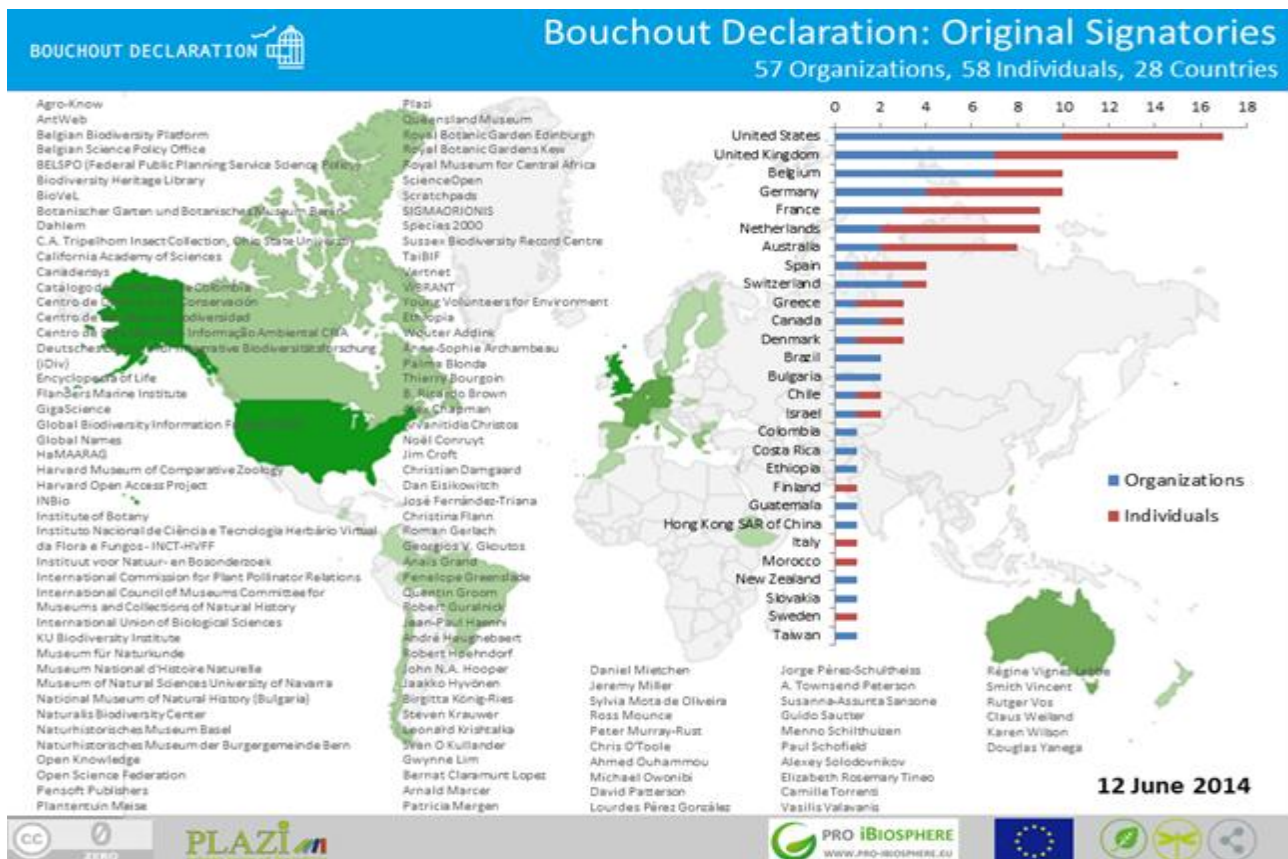 BOUCHOUT DECLARATION
Bouchout Declaration: Original Signatories
57 Organizations, 58 Individuals, 28 Countries
Agro-Know
AntWeb
Belgian Biodiversity Platform
Belgian Science Policy Office
BELSPO (Federal Public Planning Service Science Policy)
Biodiversity Heritage Library
BioVeL
Botanischer Garten und Botanisches Museum Berlin-
Dahlem
C.A. Triplehorn Insect Collection, Ohio State University
California Academy of Sciences
Canadensys
Catálogo de Colombia
Centro de Conservación
Centro de
Centro de Informação Ambiental CRIA
Deutsches Biodiversitätsforschung
(iDiv)
Encyclopedia of Life
Flanders Marine Institute
GigaScience
Global Biodiversity Information
Global Names
HaMAARAG
Harvard Museum of Comparative Zoology
Harvard Open Access Project
INBio
Institute of Botany
Instituto Nacional de Ciência e Tecnologia Herbário Virtual
da Flora e Fungos - INCT-HVFF
Instituut voor Natuur- en Bosonderzoek
International Commission for Plant Pollinator Relations
International Council of Museums Committee for
Museums and Collections of Natural History
International Union of Biological Sciences
KU Biodiversity Institute
Museum für Naturkunde
Museum National d'Histoire Naturelle
Museum of Natural Sciences University of Navarra
National Museum of Natural History (Bulgaria)
Naturalis Biodiversity Center
Naturhistorisches Museum Basel
Naturhistorisches Museum der Burgergemeinde Bern
Open Knowledge
Open Science Federation
Pensoft Publishers
Plantentuin Meise
Plazi
Queensland Museum
Royal Botanic Garden Edinburgh
Royal Botanic Gardens Kew
Royal Museum for Central Africa
ScienceOpen
Scratchpads
SIGMAORIONIS
Species 2000
Sussex Biodiversity Record Centre
TaiBIF
Vertnet
ViBRANT
Young Volunteers for Environment
Ethiopia
Wouter Addink
Anne-Sophie Archambeau
Palma Blonda
Thierry Bourgoin
B. Ricardo Brown
Chapman
Arvanitidis Christos
Noël Conruyt
Jim Croft
Christian Damgaard
Dan Eisikowitch
José Fernández-Triana
Christina Flann
Roman Gerlach
Georgios V. Gkoutos
Anaïs Grand
Penelope Greenslade
Quentin Groom
Robert Guralnick
Jean-Paul Haenni
André Heughebaert
Robert Hoehndorf
John N.A. Hooper
Jaakko Hyvönen
Birgitta König-Ries
Steven Krauwer
Leonard Krishtalka
Sven O Kullander
Gwynne Lim
Bernat Claramunt Lopez
Arnald Marcer
Patricia Mergen
Daniel Mietchen
Jeremy Miller
Sylvia Mota de Oliveira
Ross Mounce
Peter Murray-Rust
Chris O'Toole
Ahmed Ouhammou
Michael Owonibi
David Patterson
Lourdes Pérez González
Jorge Pérez-Schultheiss
A. Townsend Peterson
Susanna-Assunta Sansone
Guido Sautter
Menno Schilthuizen
Paul Schofield
Alexey Solodovnikov
Elizabeth Rosemary Tineo
Camille Torrenti
Vasilis Valavanis
Régine Vignes Lebbe
Smith Vincent
Rutger Vos
Claus Weiland
Karen Wilson
Douglas Yanega
0 2 4 6 8 10 12 14 16 18
United States
United Kingdom
Belgium
Germany
France
Netherlands
Australia
Spain
Switzerland
Greece
Canada
Denmark
Brazil
Bulgaria
Chile
Israel
Colombia
Costa Rica
Ethiopia
Finland
Guatemala
Hong Kong SAR of China
Italy
Morocco
New Zealand
Slovakia
Sweden
Taiwan
Organizations
Individuals
12 June 2014
cc 0
ZERO
PLAZI
PRO iBIOSPHERE
WWW.PRO-IBIOSPHERE.EU